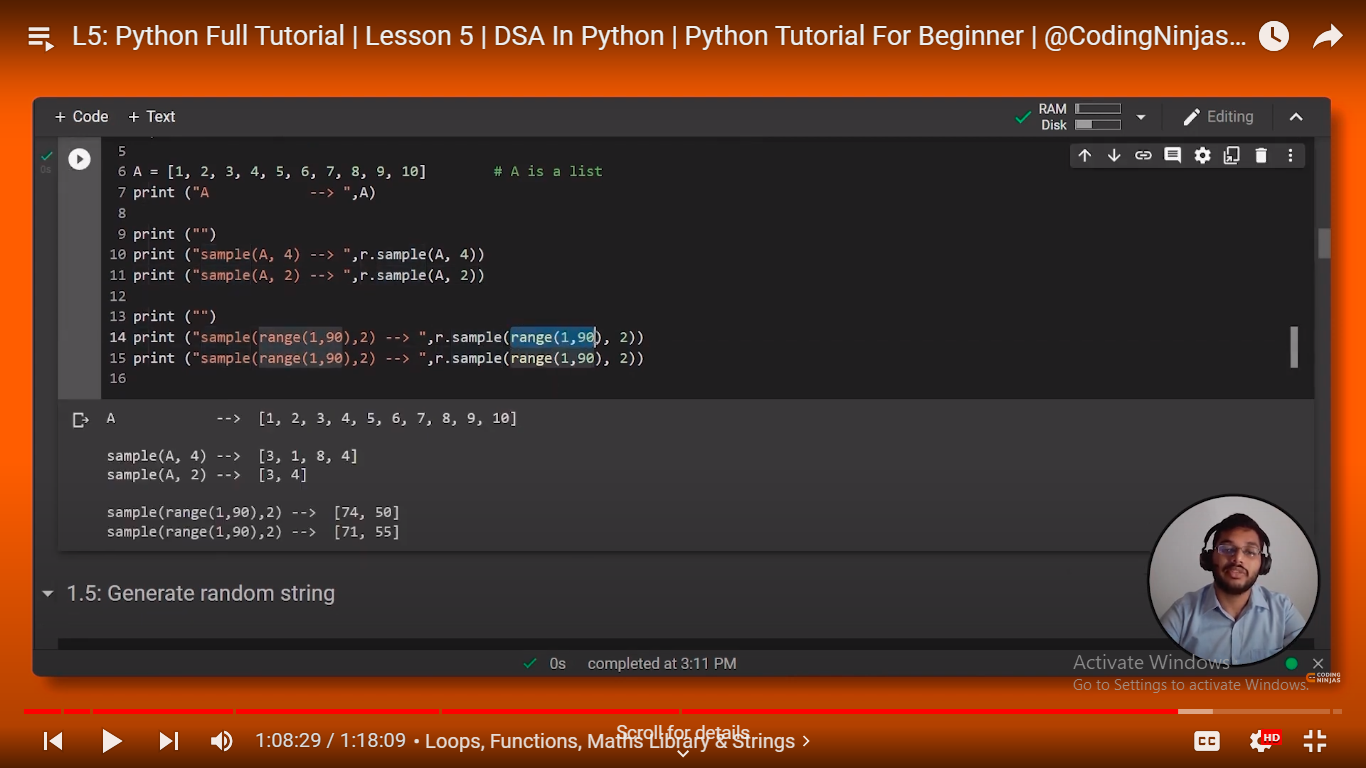 L5: Python Full Tutorial | Lesson 5 | DSA In Python | Python Tutorial For Beginner | @CodingNinjas...
+ Code + Text
RAM
Disk
Editing
5
6 A = [1, 2, 3, 4, 5, 6, 7, 8, 9, 10] # A is a list
7 print ("A --> ",A)
8
9 print ("")
10 print ("sample(A, 4) --> ",r.sample(A, 4))
11 print ("sample(A, 2) --> ",r.sample(A, 2))
12
13 print ("")
14 print ("sample(range(1,90),2) --> ",r.sample(range(1,90), 2))
15 print ("sample(range(1,90),2) --> ",r.sample(range(1,90), 2))
16
0s
A --> [1, 2, 3, 4, 5, 6, 7, 8, 9, 10]
sample(A, 4) --> [3, 1, 8, 4]
sample(A, 2) --> [3, 4]
sample(range(1,90),2) --> [74, 50]
sample(range(1,90),2) --> [71, 55]
1.5: Generate random string
0s completed at 3:11 PM
Activate Windows
Go to Settings to activate Windows.
CODING
NINJAS
Scroll for details
1:08:29 / 1:18:09 • Loops, Functions, Maths Library & Strings
CC
HD